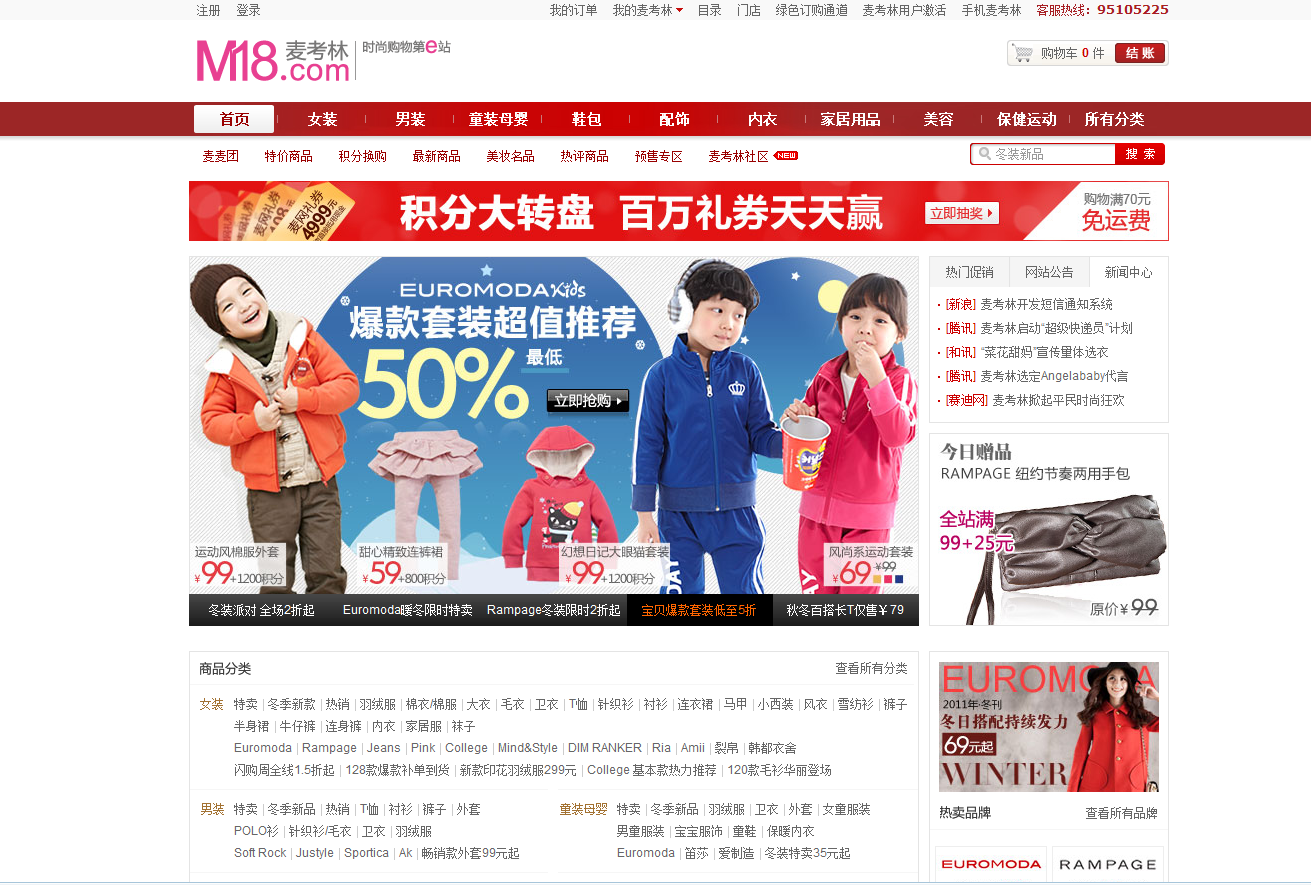 注册 登录 我的订单 我的麦考林 目录 门店 绿色订购通道 麦考林用户激活 手机麦考林 客服热线：95105225
M18.com 麦考林 时尚购物第e站
购物车 0 件 结 账
首页 女装 男装 童装母婴 鞋包 配饰 内衣 家居用品 美容 保健运动 所有分类
麦麦团 特价商品 积分换购 最新商品 美妆名品 热评商品 预售专区 麦考林社区 NEW 冬装新品 搜 索
麦网礼券 麦网礼券 4999元
积分大转盘 百万礼券天天赢 立即抽奖 购物满70元
免运费
EUROMODA Kids
爆款套装超值推荐
50% 最低
立即抢购
运动风棉服外套
¥99+1200积分
甜心精致连裤裙
¥59+800积分
幻想日记大眼猫套装
¥99+1200积分
风尚系运动套装
¥69 ¥99
冬装派对 全场2折起 Euromoda暖冬限时特卖 Rampage冬装限时2折起 宝贝爆款套装低至5折 秋冬百搭长T仅售￥79
热门促销 网站公告 新闻中心
[新浪] 麦考林开发短信通知系统
[腾讯] 麦考林启动“超级快递员”计划
[和讯] “菜花甜妈”宣传量体选衣
[腾讯] 麦考林选定Angelababy代言
[赛迪网] 麦考林掀起平民时尚狂欢
今日赠品
RAMPAGE 纽约节奏两用手包
全站满
99+25元
原价¥99
商品分类 查看所有分类
女装 特卖 | 冬季新款 | 热销 | 羽绒服 | 棉衣/棉服 | 大衣 | 毛衣 | 卫衣 | T恤 | 针织衫 | 衬衫 | 连衣裙 | 马甲 | 小西装 | 风衣 | 雪纺衫 | 裤子
半身裙 | 牛仔裤 | 连身裤 | 内衣 | 家居服 | 袜子
Euromoda | Rampage | Jeans | Pink | College | Mind&Style | DIM RANKER | Ria | Amii | 裂帛 | 韩都衣舍
闪购周全线1.5折起 | 128款爆款补单到货 | 新款印花羽绒服299元 | College 基本款热力推荐 | 120款毛衫华丽登场
男装 特卖 | 冬季新品 | 热销 | T恤 | 衬衫 | 裤子 | 外套
POLO衫 | 针织衫/毛衣 | 卫衣 | 羽绒服
Soft Rock | Justyle | Sportica | Ak | 畅销款外套99元起
童装母婴 特卖 | 冬季新品 | 羽绒服 | 卫衣 | 外套 | 女童服装
男童服装 | 宝宝服饰 | 童鞋 | 保暖内衣
Euromoda | 笛莎 | 爱制造 | 冬装特卖35元起
EUROMODA
2011年·冬刊
冬日搭配持续发力
69元起
WINTER
热卖品牌 查看所有品牌
EUROMODA RAMPAGE